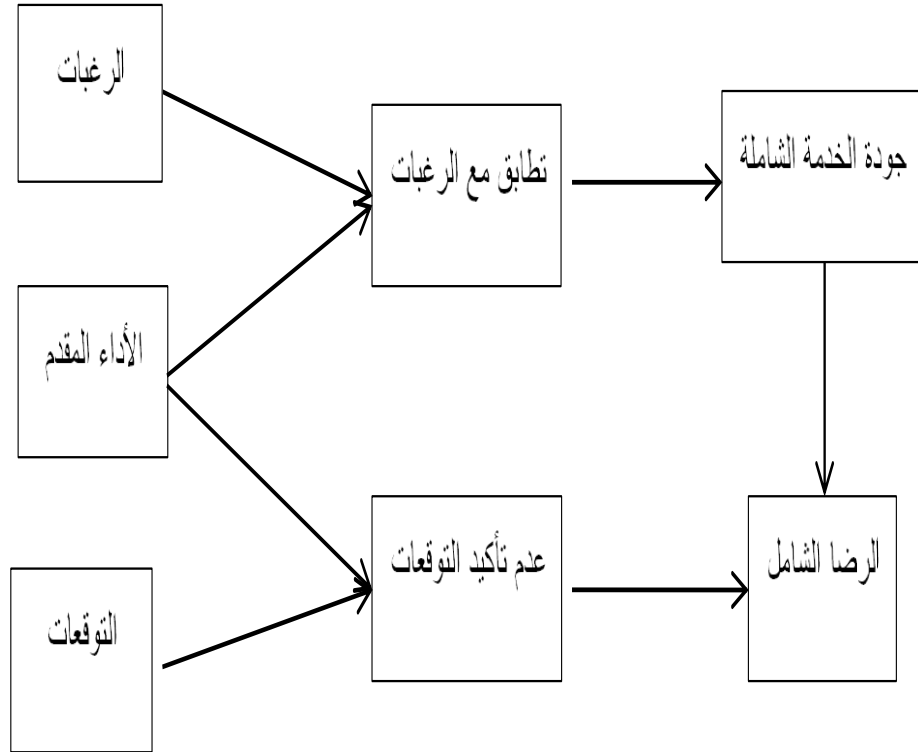 الرغبات
تطابق مع الرغبات
جودة الخدمة الشاملة
الأداء المقدم
عدم تأكيد التوقعات
الرضا الشامل
التوقعات